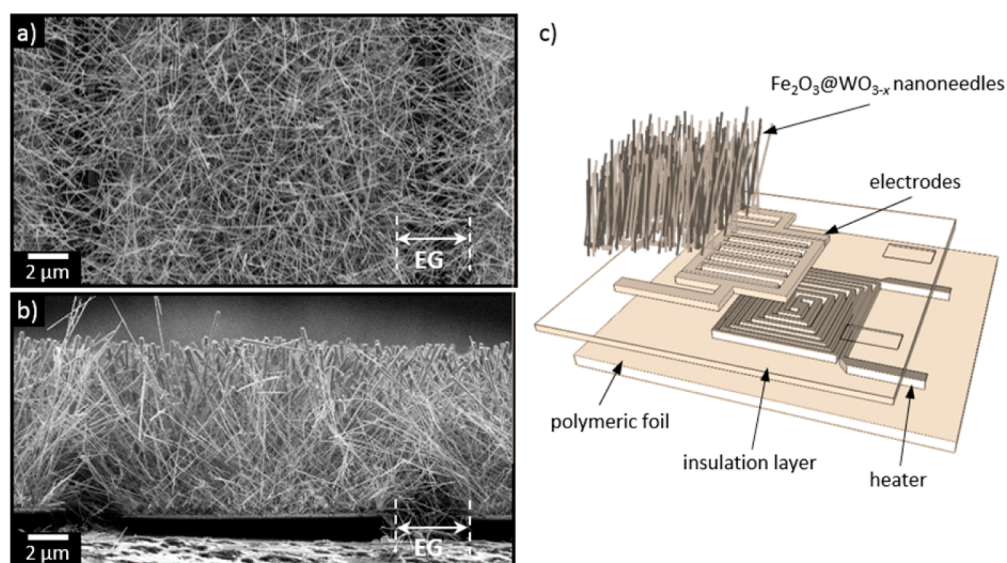 a)
EG
2 µm
b)
EG
2 µm
c)
Fe₂O₃@WO₃₋ₓ nanoneedles
electrodes
polymeric foil
insulation layer
heater